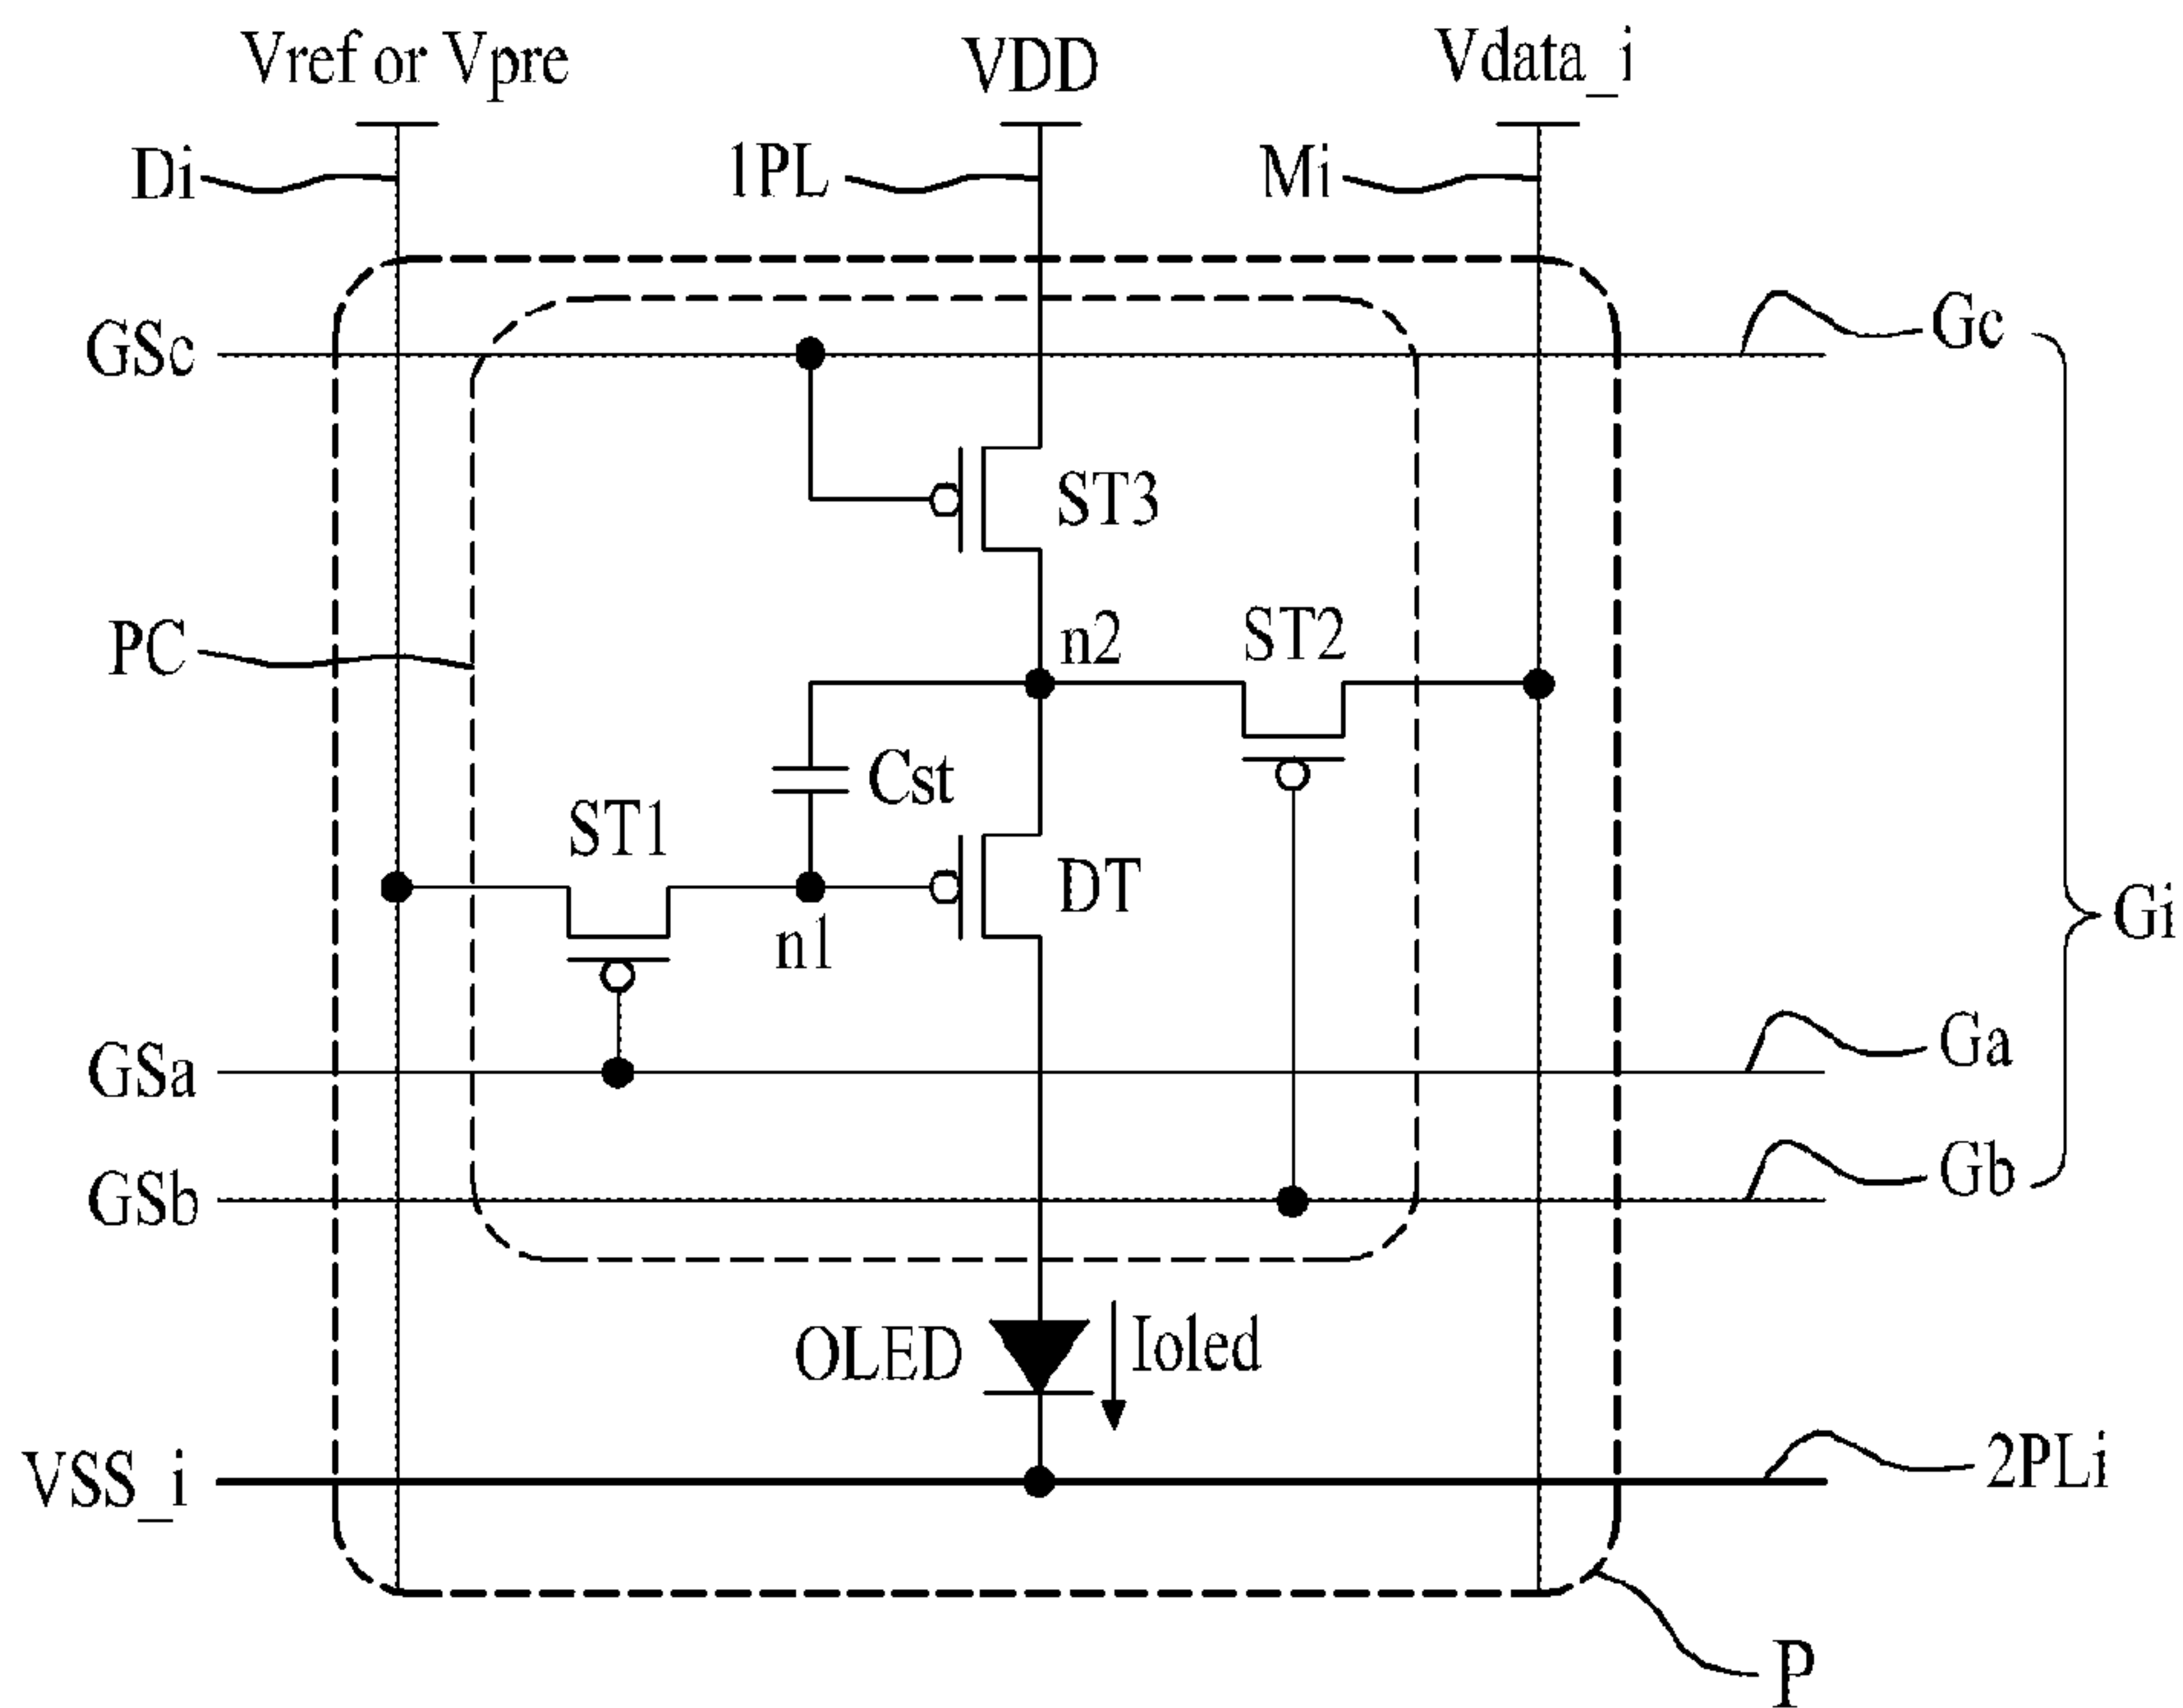 Vref or Vpre
VDD
Vdata_i
Di
1PL
Mi
GSc
Gc
ST3
PC
n2
ST2
Cst
ST1
DT
n1
Gi
GSa
Ga
GSb
Gb
OLED
Ioled
VSS_i
2PLi
P